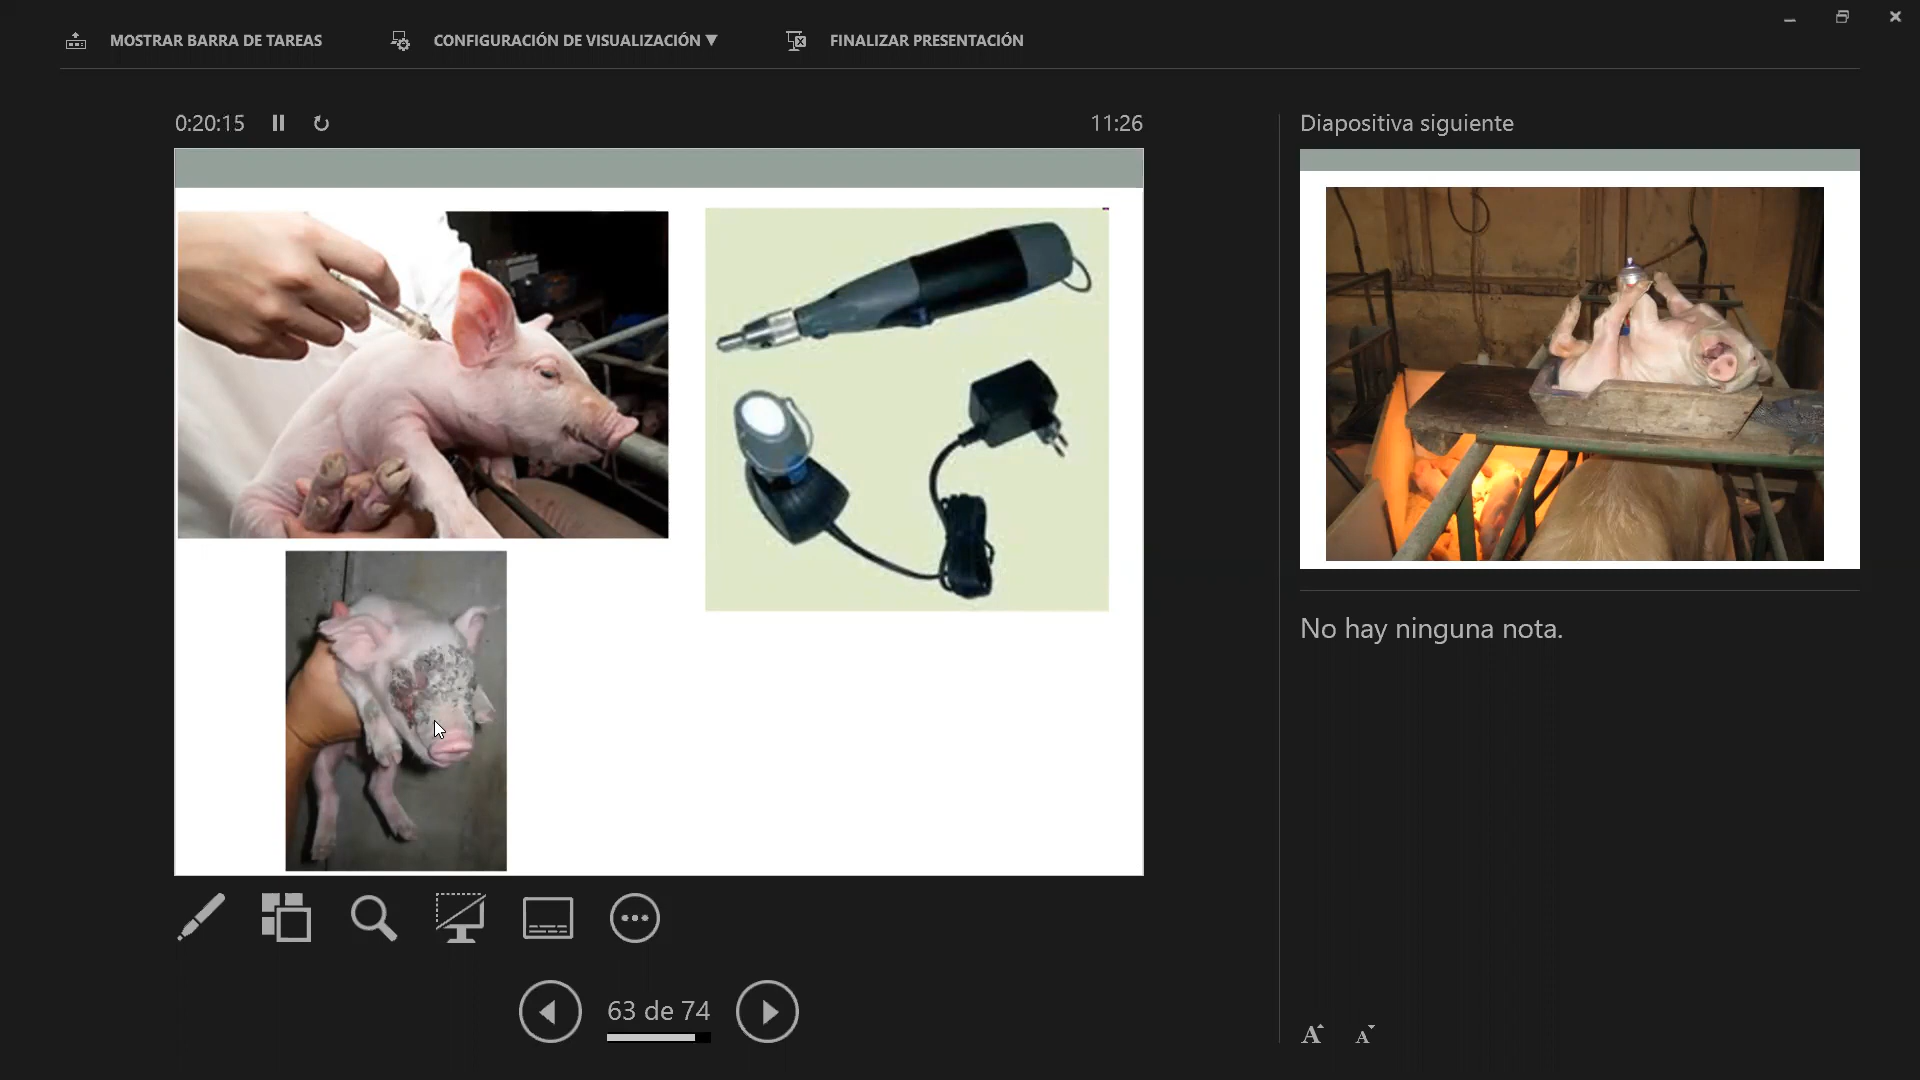 MOSTRAR BARRA DE TAREAS
CONFIGURACIÓN DE VISUALIZACIÓN ▼
FINALIZAR PRESENTACIÓN
0:20:15
11:26
Diapositiva siguiente
No hay ninguna nota.
63 de 74
A A